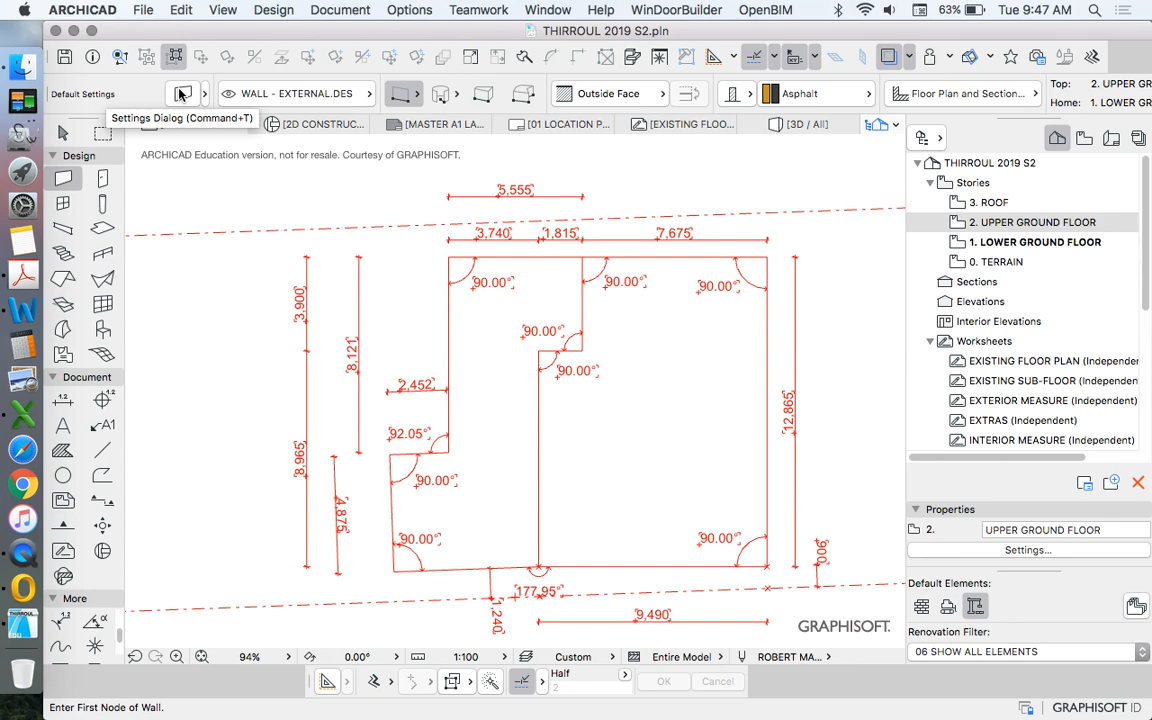 ARCHICAD File Edit View Design Document Options Teamwork Window Help WinDoorBuilder OpenBIM 63% Tue 9:47 AM
THIRROUL 2019 S2.pln
Default Settings
WALL - EXTERNAL.DES
Outside Face
Asphalt
Floor Plan and Section...
Top: 2. UPPER GR
Home: 1. LOWER GR
Settings Dialog (Command+T)
[2D CONSTRUC...
[MASTER A1 LA...
[01 LOCATION P...
[EXISTING FLOO...
[3D / All]
ARCHICAD Education version, not for resale. Courtesy of GRAPHISOFT.
Design
Document
More
5,555
3,740
1,815
7,675
90.00°
90.00°
90.00°
3,900
8,121
90.00°
90.00°
2,452
12,865
92.05°
8,965
90.00°
4,875
90.00°
90.00°
900
177.95°
1,240
9,490
GRAPHISOFT.
THIRROUL 2019 S2
Stories
3. ROOF
2. UPPER GROUND FLOOR
1. LOWER GROUND FLOOR
0. TERRAIN
Sections
Elevations
Interior Elevations
Worksheets
EXISTING FLOOR PLAN (Independer
EXISTING SUB-FLOOR (Independent
EXTERIOR MEASURE (Independent)
EXTRAS (Independent)
INTERIOR MEASURE (Independent)
Properties
2. UPPER GROUND FLOOR
Settings...
Default Elements:
Renovation Filter:
06 SHOW ALL ELEMENTS
94%
0.00°
1:100
Custom
Entire Model
ROBERT MA...
Half
2
OK
Cancel
Enter First Node of Wall.
GRAPHISOFT ID